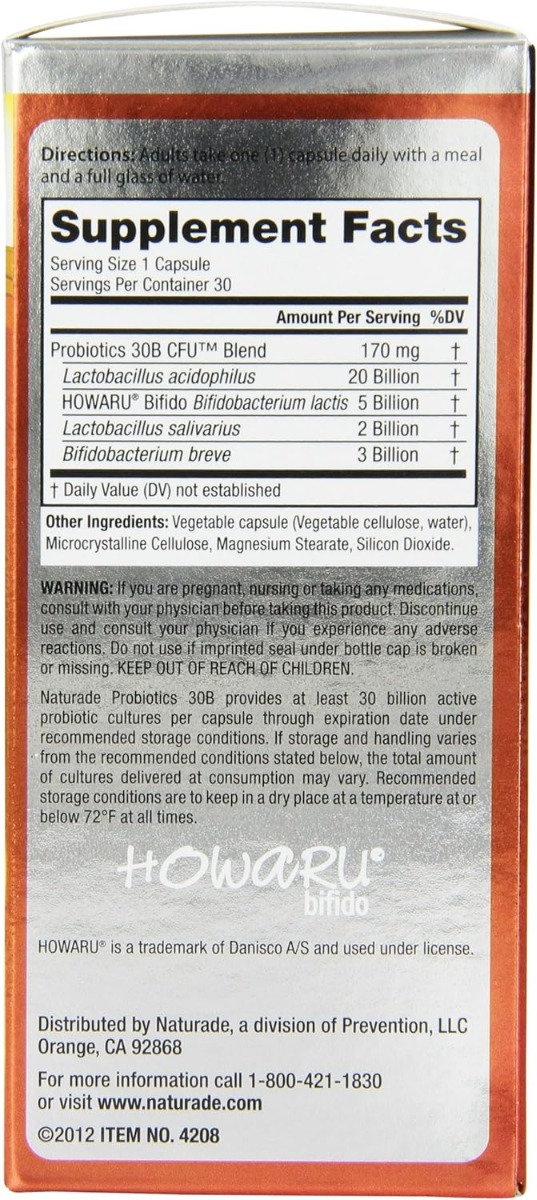 Directions: Adults take one (1) capsule daily with a meal
and a full glass of water.
Supplement Facts
Serving Size 1 Capsule
Servings Per Container 30
Amount Per Serving %DV
Probiotics 30B CFU™ Blend 170 mg †
Lactobacillus acidophilus 20 Billion †
HOWARU® Bifido Bifidobacterium lactis 5 Billion †
Lactobacillus salivarius 2 Billion †
Bifidobacterium breve 3 Billion †
† Daily Value (DV) not established
Other Ingredients: Vegetable capsule (Vegetable cellulose, water),
Microcrystalline Cellulose, Magnesium Stearate, Silicon Dioxide.
WARNING: If you are pregnant, nursing or taking any medications,
consult with your physician before taking this product. Discontinue
use and consult your physician if you experience any adverse
reactions. Do not use if imprinted seal under bottle cap is broken
or missing. KEEP OUT OF REACH OF CHILDREN.
Naturade Probiotics 30B provides at least 30 billion active
probiotic cultures per capsule through expiration date under
recommended storage conditions. If storage and handling varies
from the recommended conditions stated below, the total amount
of cultures delivered at consumption may vary. Recommended
storage conditions are to keep in a dry place at a temperature at or
below 72°F at all times.
HOWARU®
bifido
HOWARU® is a trademark of Danisco A/S and used under license.
Distributed by Naturade, a division of Prevention, LLC
Orange, CA 92868
For more information call 1-800-421-1830
or visit www.naturade.com
©2012 ITEM NO. 4208